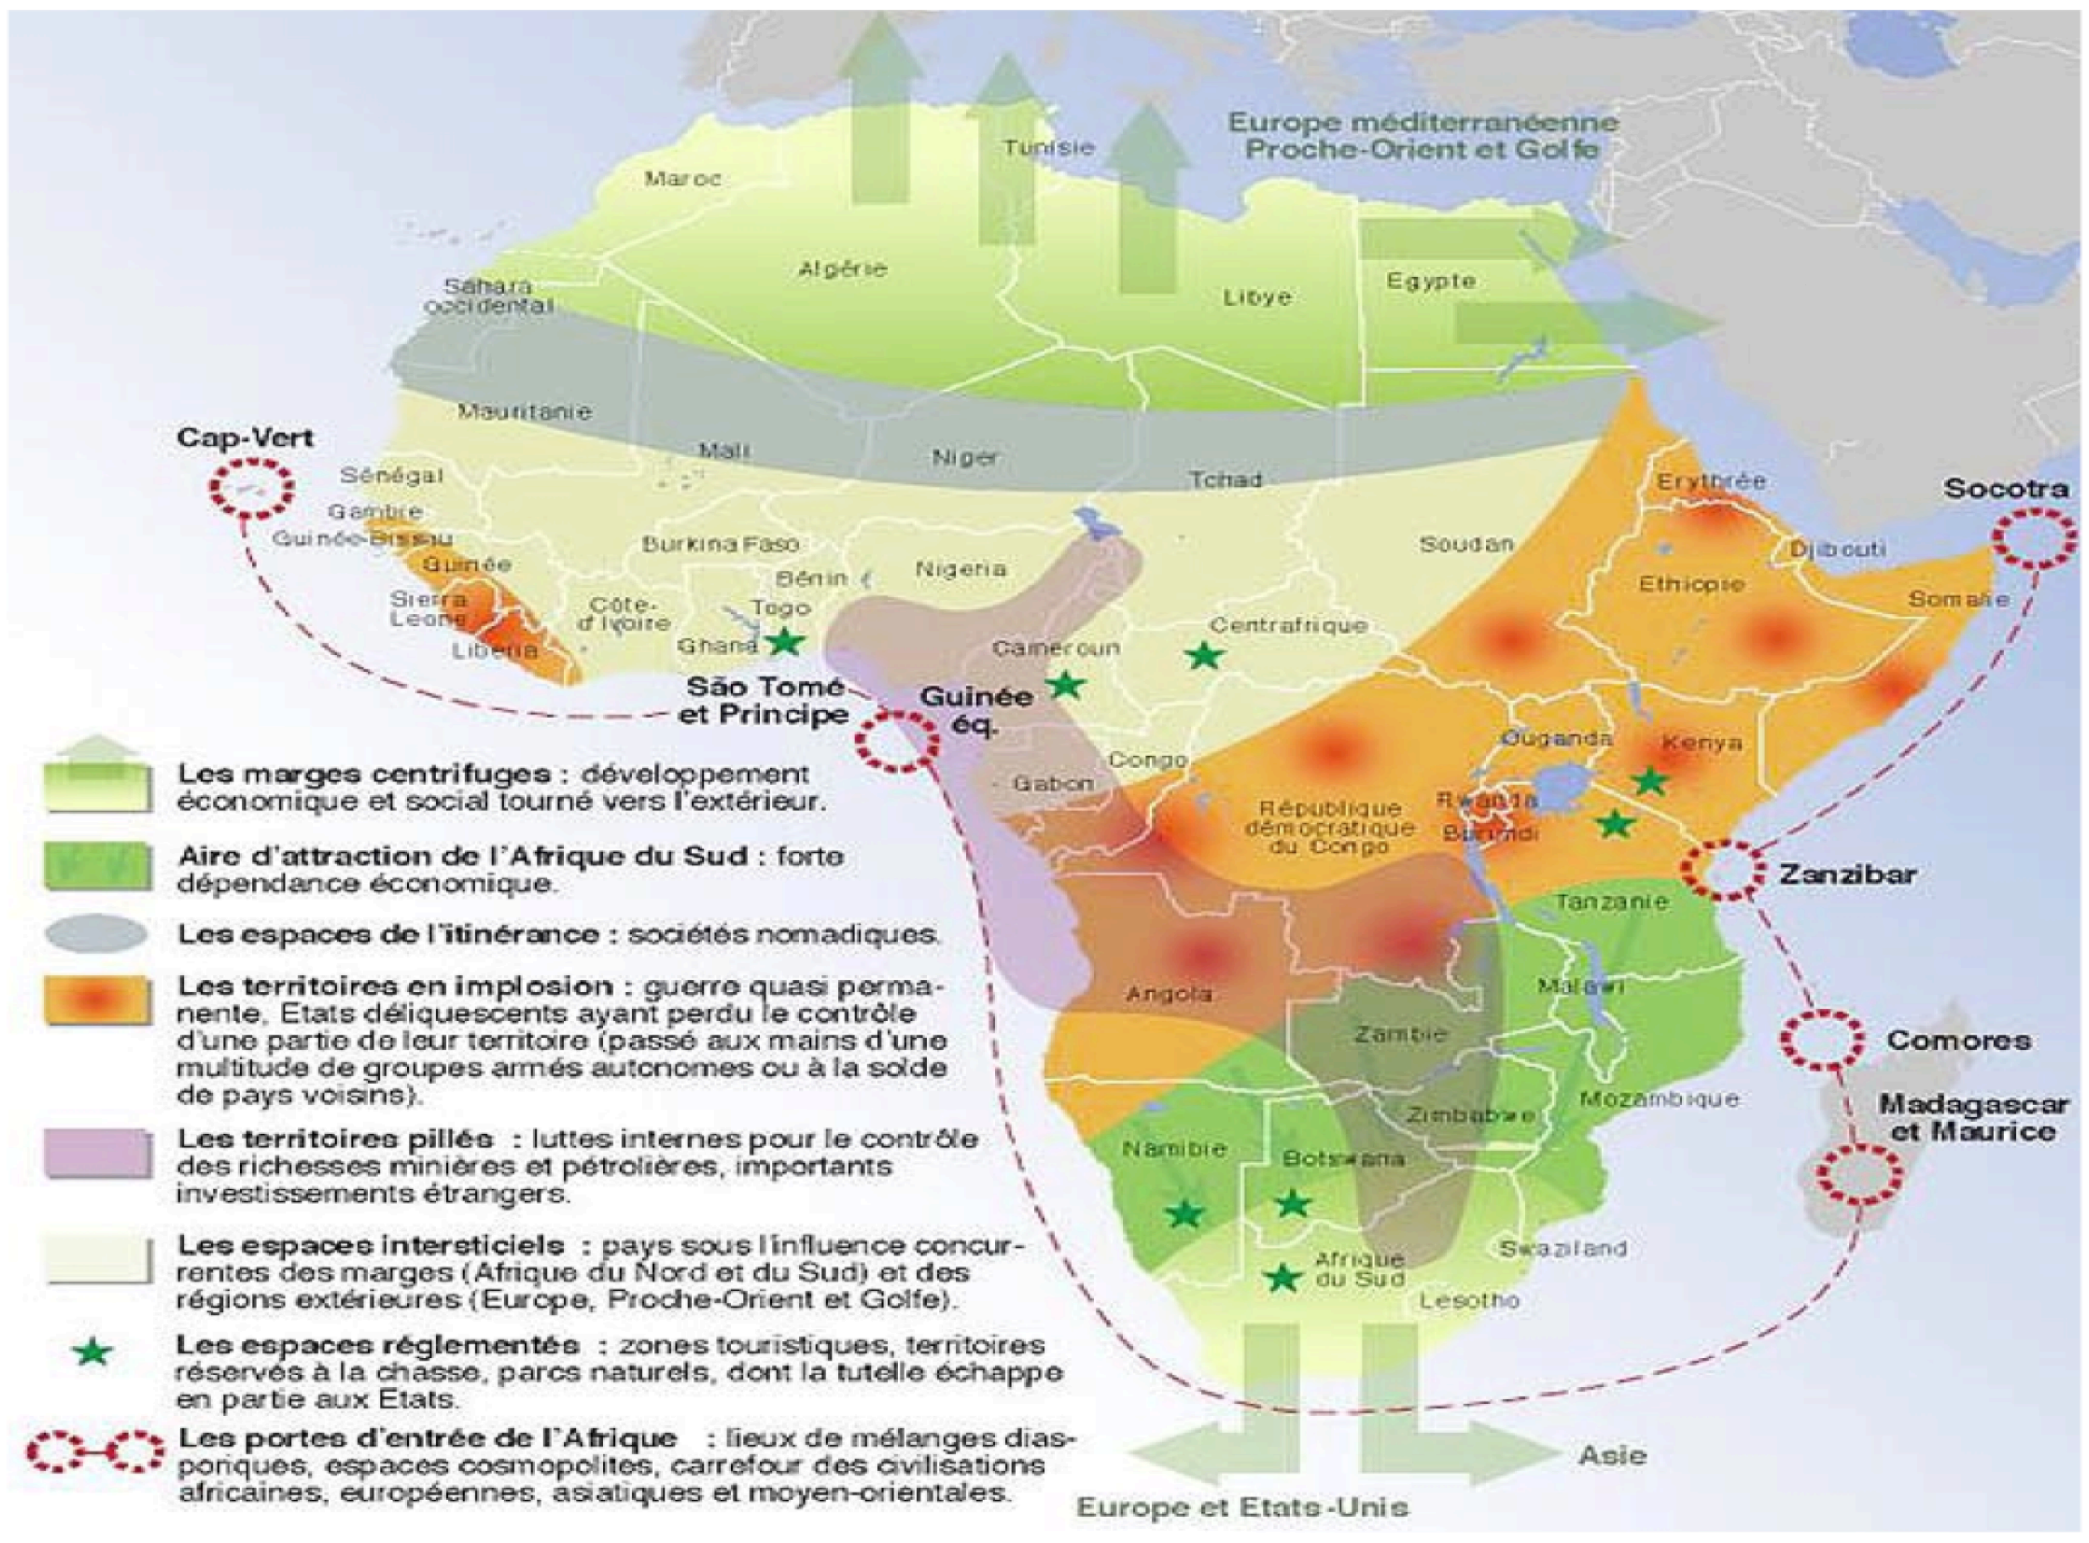 Europe méditerranéenne
Proche-Orient et Golfe
Tunisie
Maroc
Algérie
Libye
Egypte
Sahara
occidental
Mauritanie
Mali
Niger
Tchad
Cap-Vert
Sénégal
Gambie
Guinée-Bissau
Guinée
Sierra
Leone
Liberia
Côte-
d'Ivoire
Burkina Faso
Bénin
Togo
Ghana
Nigeria
Cameroun
Centrafrique
Soudan
Erythrée
Djibouti
Ethiopie
Somalie
Socotra
São Tomé
et Principe
Guinée
éq.
Congo
Gabon
Ouganda
Kenya
République
démocratique
du Congo
Rwanda
Burundi
Zanzibar
Tanzanie
Angola
Malawi
Zambie
Comores
Mozambique
Madagascar
et Maurice
Zimbabwe
Namibie
Botswana
Afrique
du Sud
Swaziland
Lesotho
Asie
Europe et Etats-Unis
Les marges centrifuges : développement
économique et social tourné vers l'extérieur.
Aire d'attraction de l'Afrique du Sud : forte
dépendance économique.
Les espaces de l'itinérance : sociétés nomadiques.
Les territoires en implosion : guerre quasi perma-
nente, Etats déliquescents ayant perdu le contrôle
d'une partie de leur territoire (passé aux mains d'une
multitude de groupes armés autonomes ou à la solde
de pays voisins).
Les territoires pillés : luttes internes pour le contrôle
des richesses minières et pétrolières, importants
investissements étrangers.
Les espaces intersticiels : pays sous l'influence concur-
rentes des marges (Afrique du Nord et du Sud) et des
régions extérieures (Europe, Proche-Orient et Golfe).
Les espaces réglementés : zones touristiques, territoires
réservés à la chasse, parcs naturels, dont la tutelle échappe
en partie aux Etats.
Les portes d'entrée de l'Afrique : lieux de mélanges dias-
poriques, espaces cosmopolites, carrefour des civilisations
africaines, européennes, asiatiques et moyen-orientales.